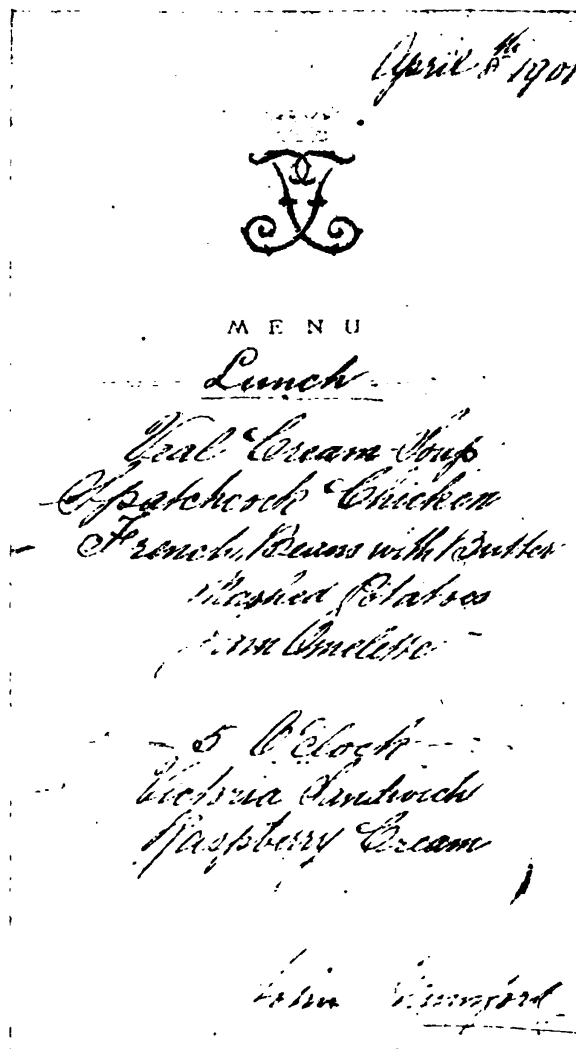 April 8th 1901
MENU
Lunch
Veal Cream Soup
Spatchcock Chicken
French Beans with Butter
Mashed Potatoes
Omelette
5 O'Clock
Victoria Sandwich
Raspberry Cream